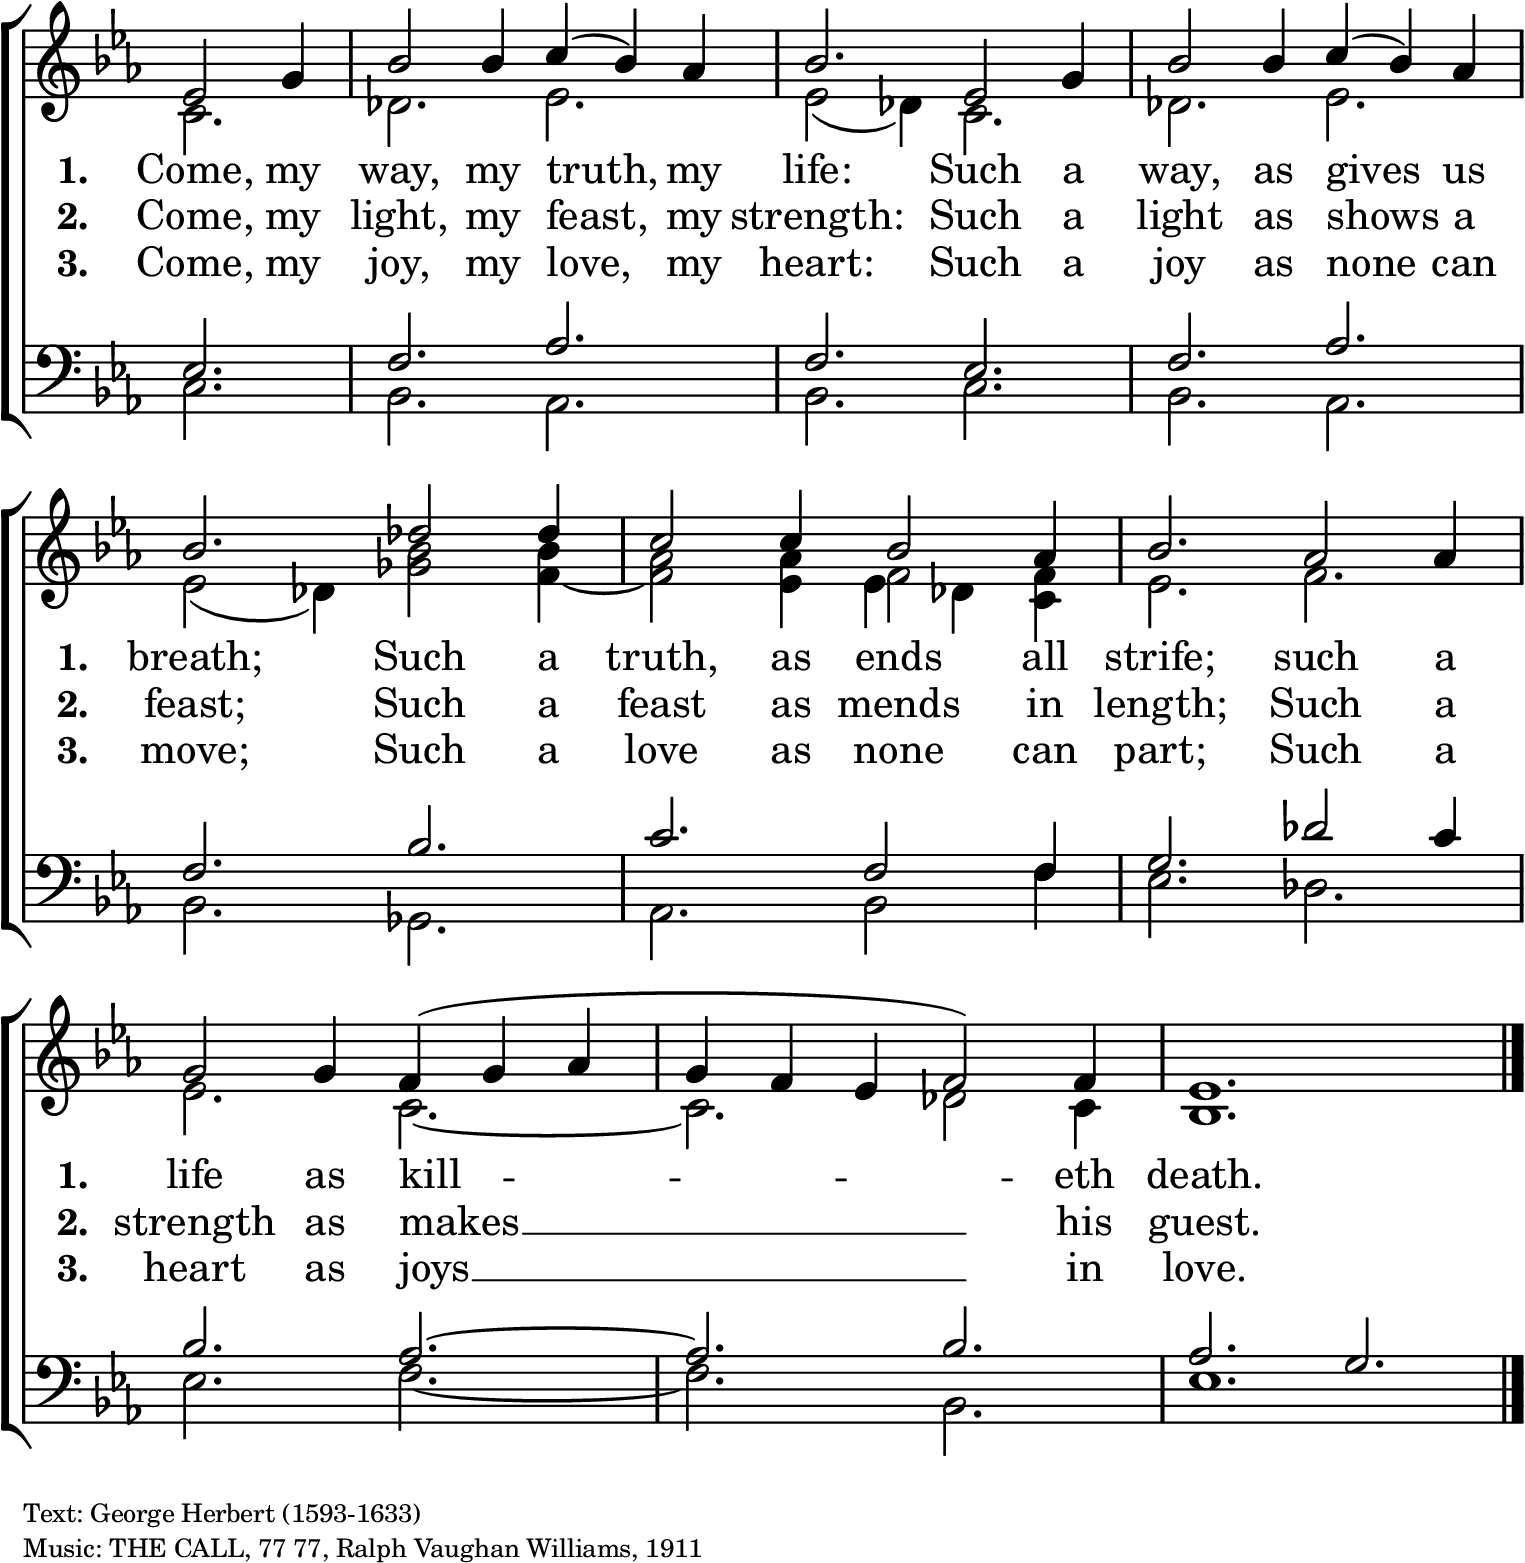 1. Come, my way, my truth, my life: Such a way, as gives us
2. Come, my light, my feast, my strength: Such a light as shows a
3. Come, my joy, my love, my heart: Such a joy as none can
1. breath; Such a truth, as ends all strife; such a
2. feast; Such a feast as mends in length; Such a
3. move; Such a love as none can part; Such a
1. life as kill - - - - eth death.
2. strength as makes __ his guest.
3. heart as joys __ in love.
Text: George Herbert (1593-1633)
Music: THE CALL, 77 77, Ralph Vaughan Williams, 1911